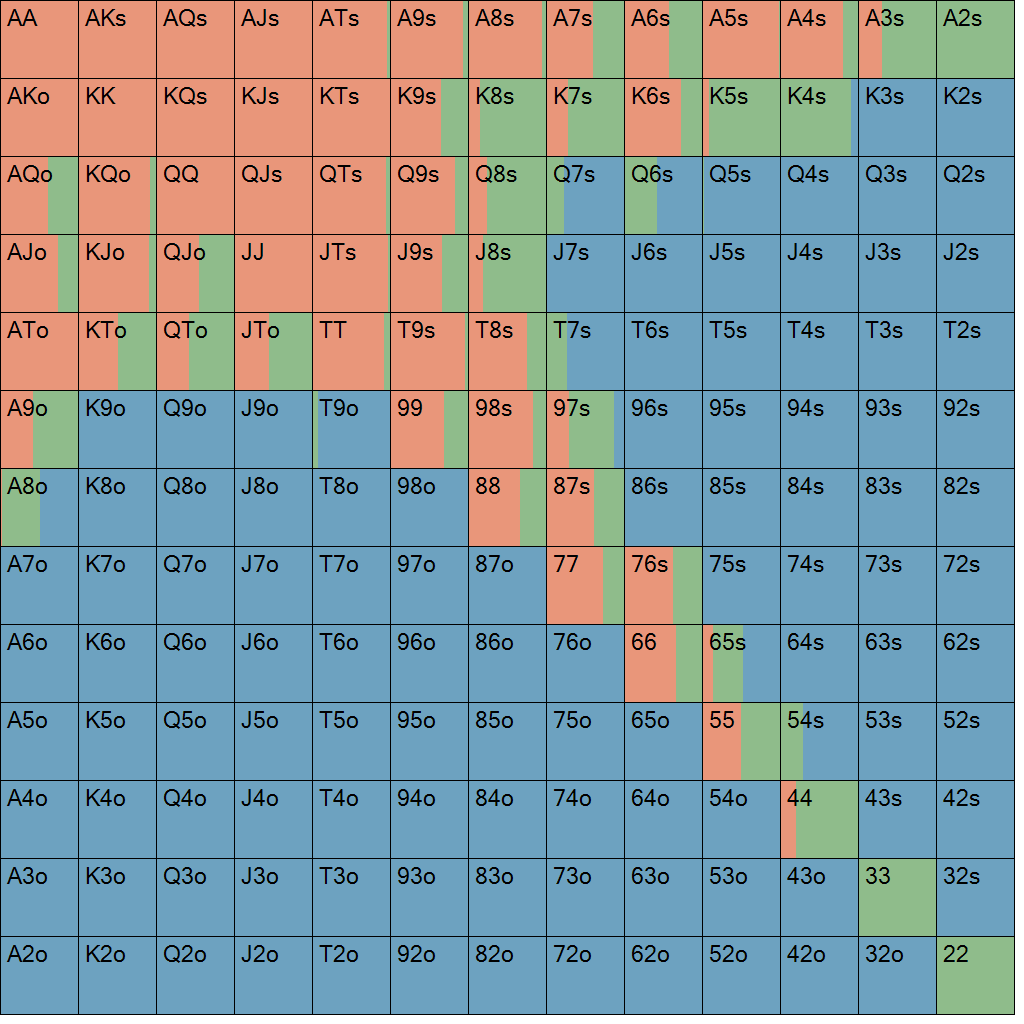 AA AKs AQs AJs ATs A9s A8s A7s A6s A5s A4s A3s A2s
AKo KK KQs KJs KTs K9s K8s K7s K6s K5s K4s K3s K2s
AQo KQo QQ QJs QTs Q9s Q8s Q7s Q6s Q5s Q4s Q3s Q2s
AJo KJo QJo JJ JTs J9s J8s J7s J6s J5s J4s J3s J2s
ATo KTo QTo JTo TT T9s T8s T7s T6s T5s T4s T3s T2s
A9o K9o Q9o J9o T9o 99 98s 97s 96s 95s 94s 93s 92s
A8o K8o Q8o J8o T8o 98o 88 87s 86s 85s 84s 83s 82s
A7o K7o Q7o J7o T7o 97o 87o 77 76s 75s 74s 73s 72s
A6o K6o Q6o J6o T6o 96o 86o 76o 66 65s 64s 63s 62s
A5o K5o Q5o J5o T5o 95o 85o 75o 65o 55 54s 53s 52s
A4o K4o Q4o J4o T4o 94o 84o 74o 64o 54o 44 43s 42s
A3o K3o Q3o J3o T3o 93o 83o 73o 63o 53o 43o 33 32s
A2o K2o Q2o J2o T2o 92o 82o 72o 62o 52o 42o 32o 22